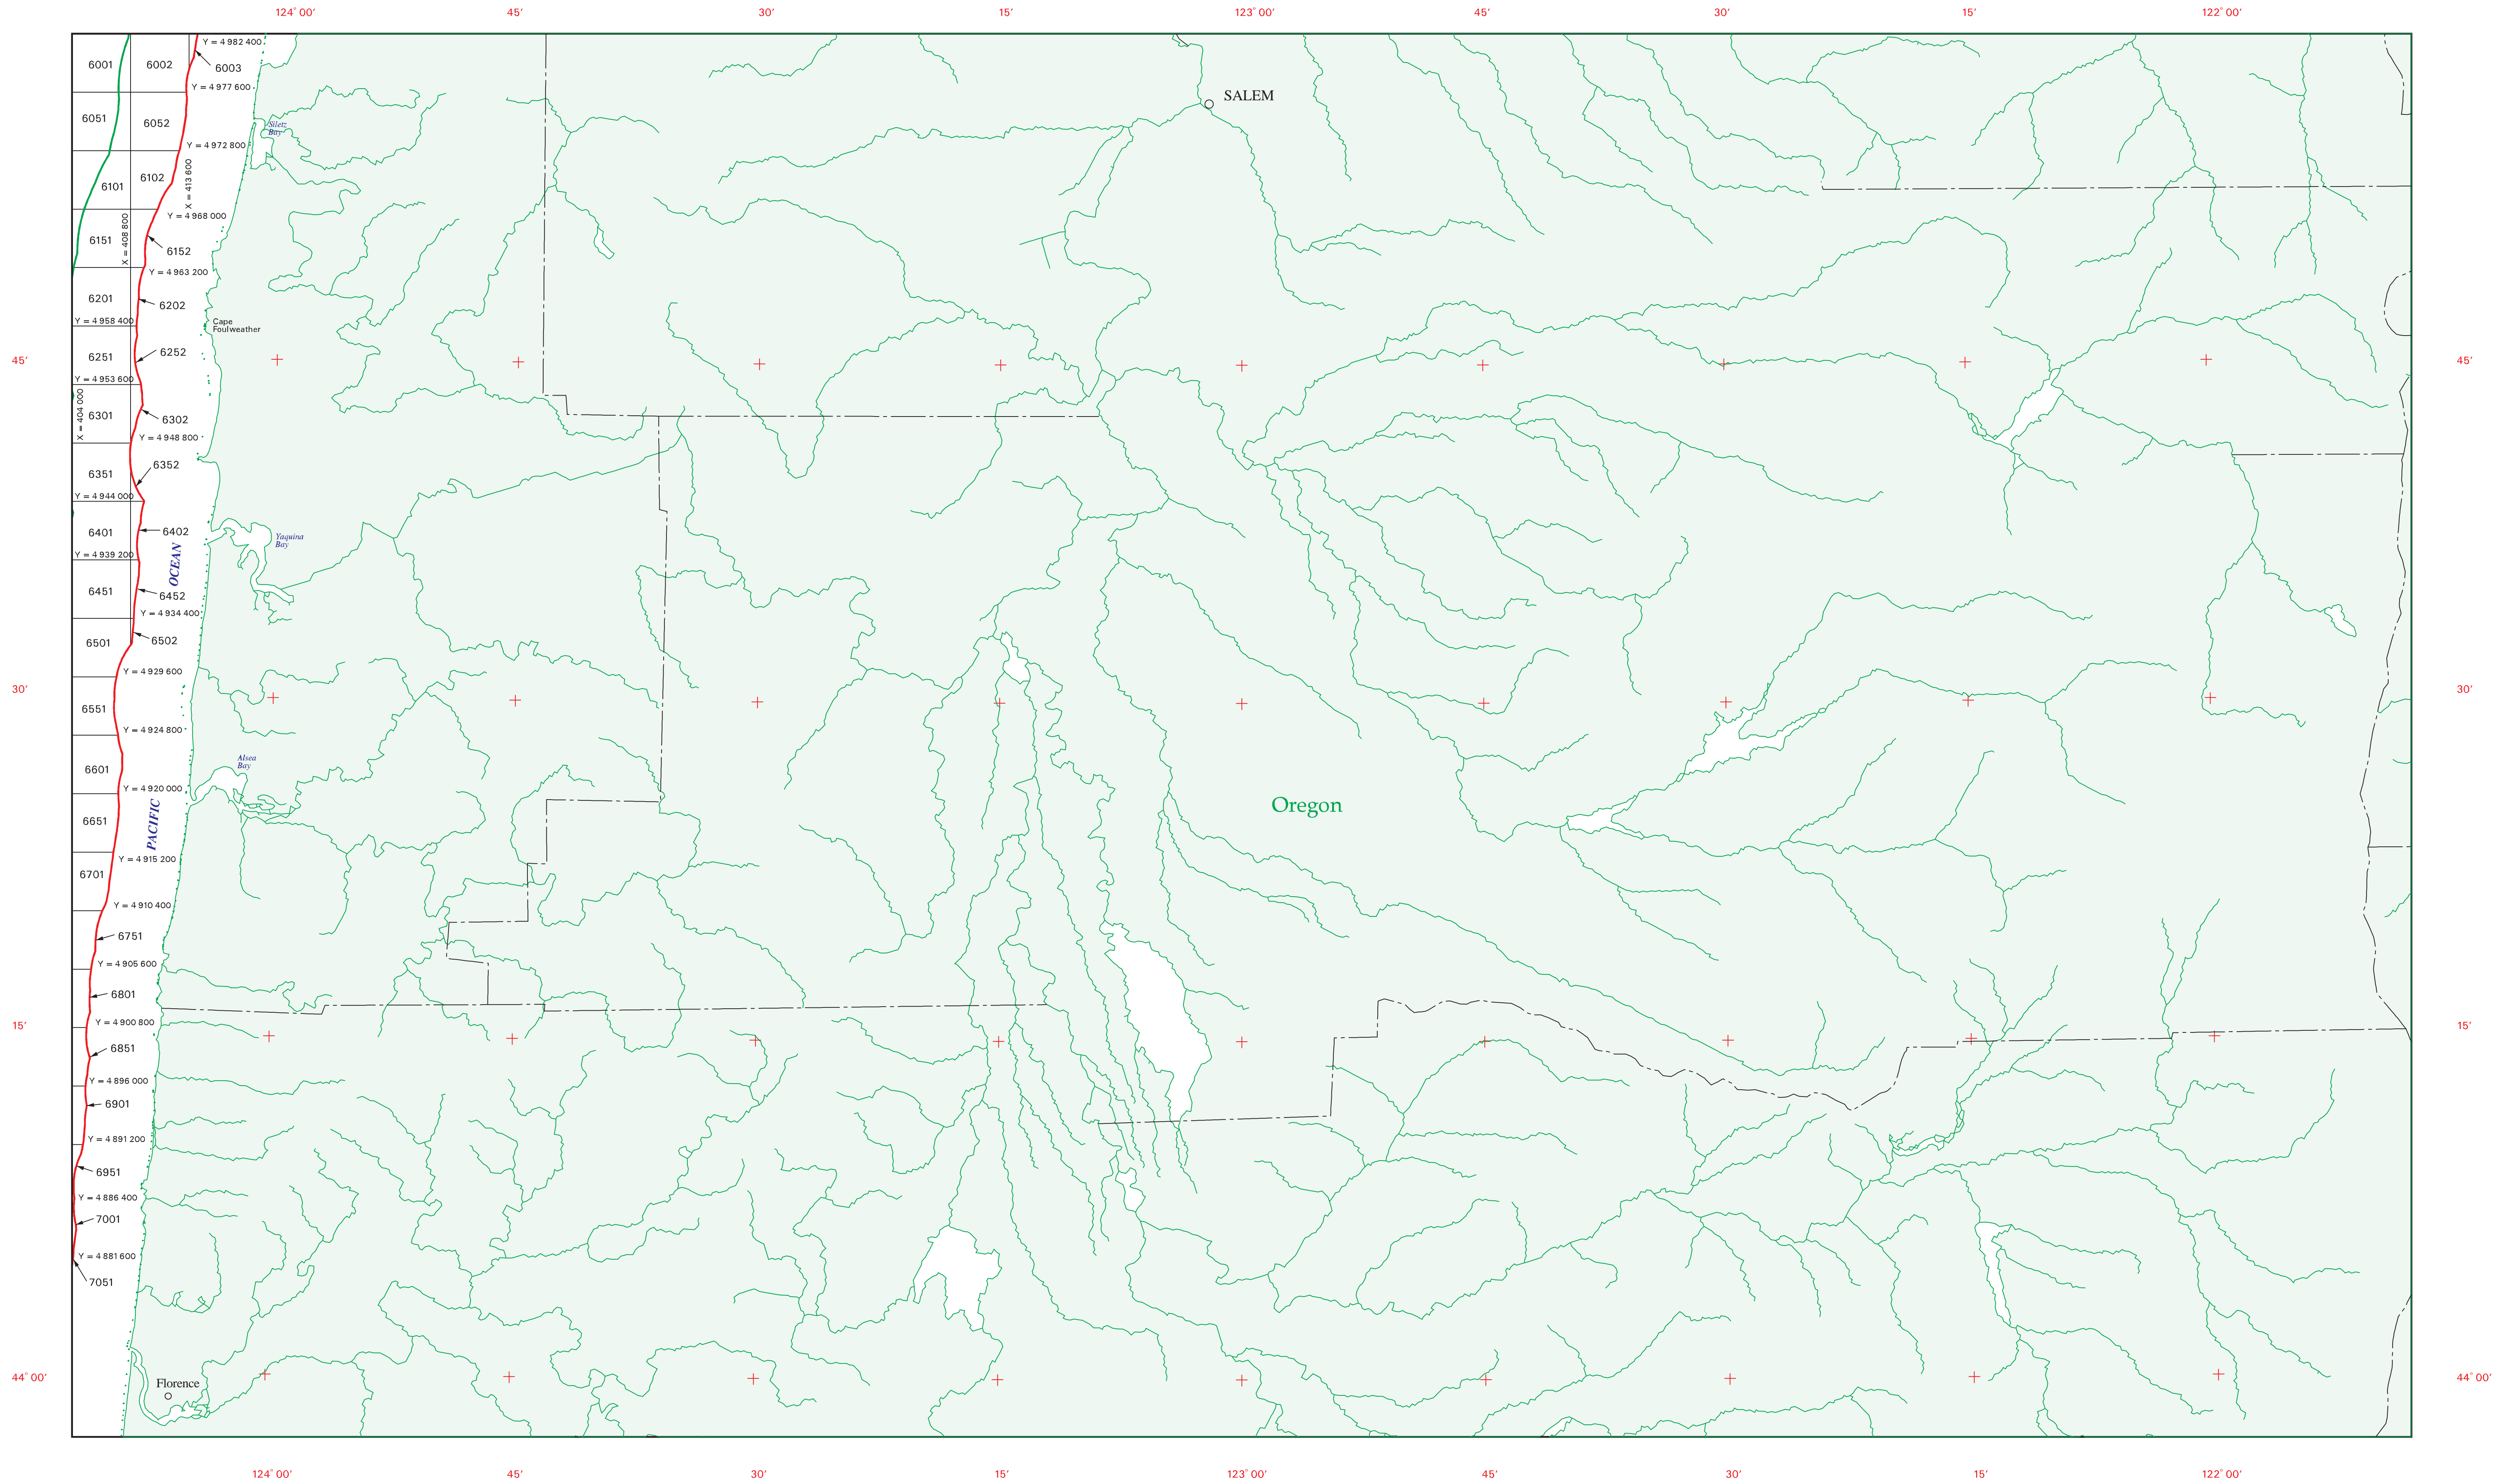 124° 00'
45'
30'
15'
123° 00'
45'
30'
15'
122° 00'
Y = 4 982 400
6001
6002
6003
Y = 4 977 600
SALEM
6051
6052
Siletz
Bay
Y = 4 972 800
X = 413 600
6101
6102
Y = 4 968 000
X = 408 800
6151
6152
Y = 4 963 200
6201
6202
Y = 4 958 400
Cape
Foulweather
6251
6252
45'
45'
Y = 4 953 600
X = 404 000
6301
6302
Y = 4 948 800
6351
6352
Y = 4 944 000
6401
6402
Yaquina
Bay
Y = 4 939 200
OCEAN
6451
6452
Y = 4 934 400
6501
6502
Y = 4 929 600
30'
30'
6551
Y = 4 924 800
Alsea
Bay
6601
Y = 4 920 000
Oregon
PACIFIC
6651
Y = 4 915 200
6701
Y = 4 910 400
6751
Y = 4 905 600
6801
15'
15'
Y = 4 900 800
6851
Y = 4 896 000
6901
Y = 4 891 200
6951
Y = 4 886 400
7001
Y = 4 881 600
7051
44° 00'
44° 00'
Florence
124° 00'
45'
30'
15'
123° 00'
45'
30'
15'
122° 00'